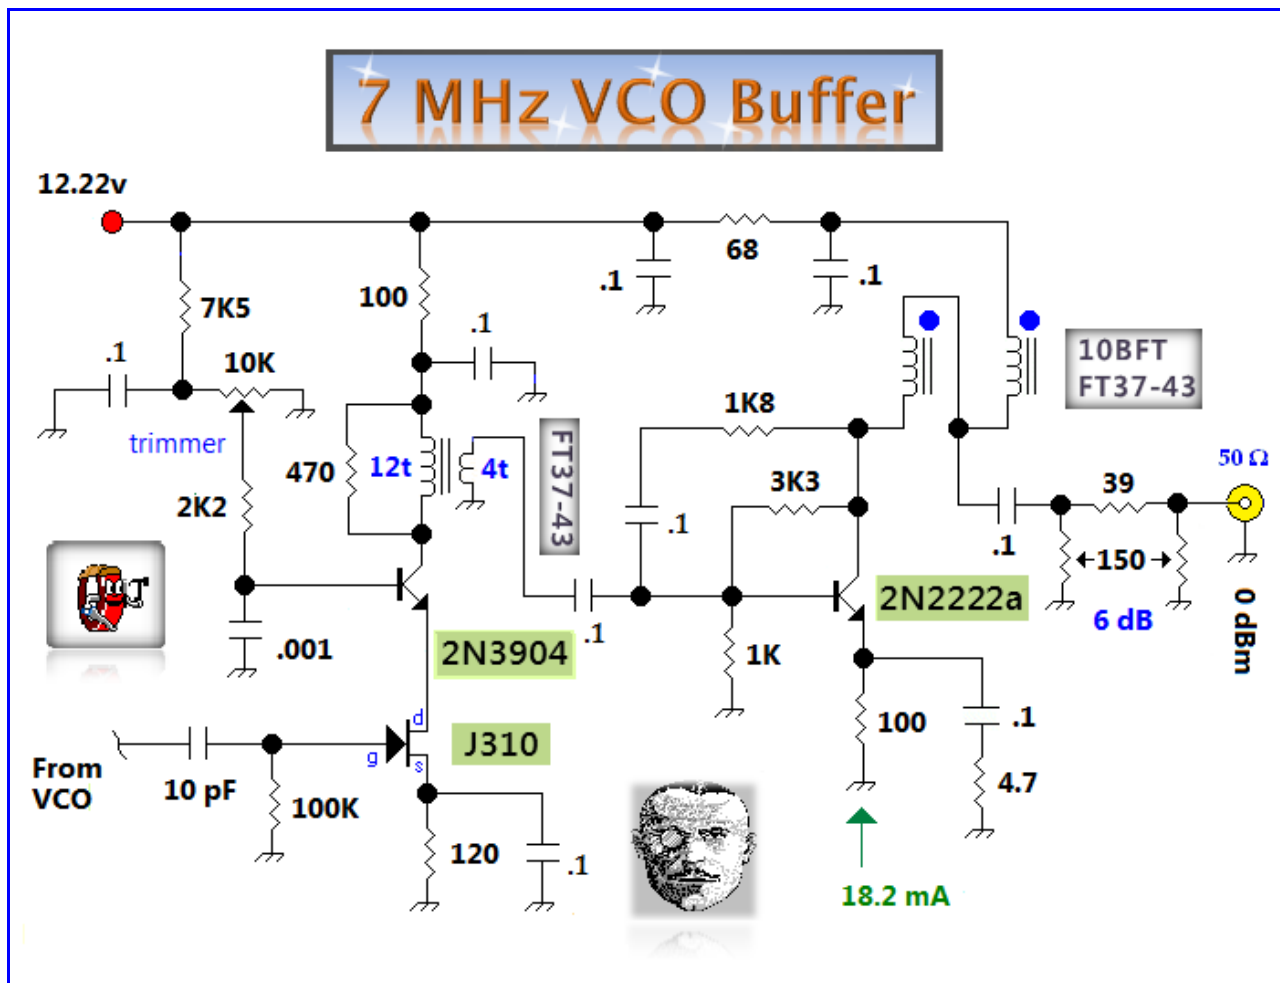 7 MHz VCO Buffer
12.22v
7K5
100
.1
68
.1
.1
.1
10K
trimmer
10BFT
FT37-43
1K8
470
12t
4t
FT37-43
3K3
50 Ω
39
2K2
.1
.1
150
6 dB
0 dBm
.001
2N3904
.1
2N2222a
1K
100
.1
4.7
18.2 mA
From
VCO
10 pF
100K
g
d
s
J310
120
.1